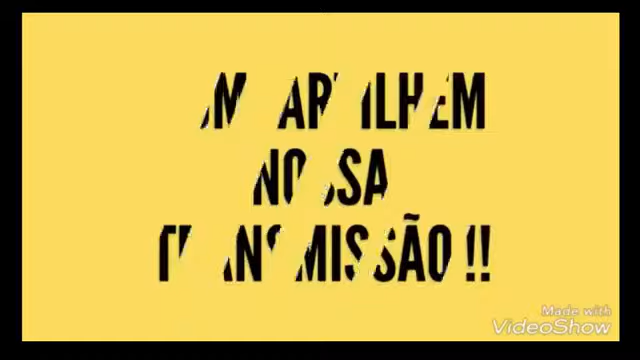 COMPARTILHEM
NOSSA
TRANSMISSÃO !!
Made with
VideoShow